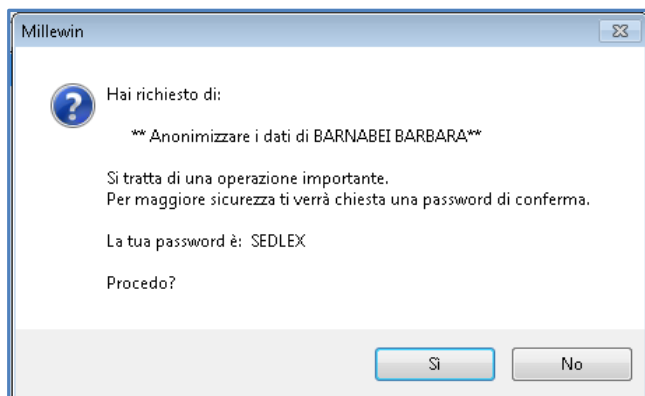 Millewin
Hai richiesto di:
** Anonimizzare i dati di BARNABEI BARBARA**
Si tratta di una operazione importante.
Per maggiore sicurezza ti verrà chiesta una password di conferma.
La tua password è: SEDLEX
Procedo?
Sì
No